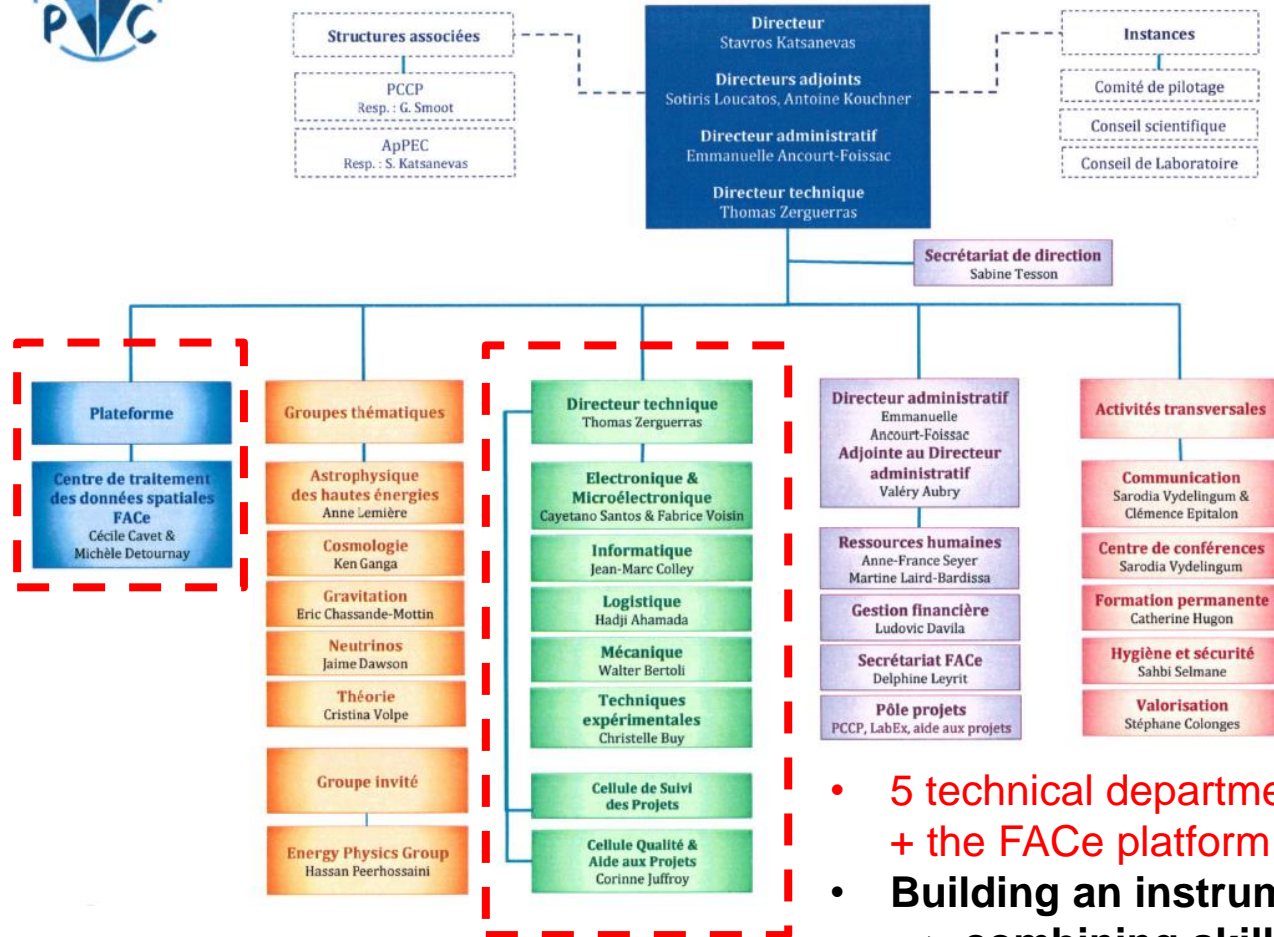 P C
Structures associées
PCCP
Resp. : G. Smoot
ApPEC
Resp. : S. Katsanevas
Directeur
Stavros Katsanevas
Directeurs adjoints
Sotiris Loucatos, Antoine Kouchner
Directeur administratif
Emmanuelle Ancourt-Foissac
Directeur technique
Thomas Zerguerras
Instances
Comité de pilotage
Conseil scientifique
Conseil de Laboratoire
Secrétariat de direction
Sabine Tesson
Plateforme
Centre de traitement
des données spatiales
FACe
Cécile Cavet &
Michèle Detournay
Groupes thématiques
Astrophysique
des hautes énergies
Anne Lemière
Cosmologie
Ken Ganga
Gravitation
Eric Chassande-Mottin
Neutrinos
Jaime Dawson
Théorie
Cristina Volpe
Groupe invité
Energy Physics Group
Hassan Peerhossaini
Directeur technique
Thomas Zerguerras
Electronique &
Microélectronique
Cayetano Santos & Fabrice Voisin
Informatique
Jean-Marc Colley
Logistique
Hadji Ahamada
Mécanique
Walter Bertoli
Techniques
expérimentales
Christelle Buy
Cellule de Suivi
des Projets
Cellule Qualité &
Aide aux Projets
Corinne Juffroy
Directeur administratif
Emmanuelle
Ancourt-Foissac
Adjointe au Directeur
administratif
Valéry Aubry
Ressources humaines
Anne-France Seyer
Martine Laird-Bardissa
Gestion financière
Ludovic Davila
Secrétariat FACe
Delphine Leyrit
Pôle projets
PCCP, LabEx, aide aux projets
Activités transversales
Communication
Sarodia Vydelingum &
Clémence Epitalon
Centre de conférences
Sarodia Vydelingum
Formation permanente
Catherine Hugon
Hygiène et sécurité
Sahbi Selmane
Valorisation
Stéphane Colonges
• 5 technical departme
+ the FACe platform
• Building an instrum